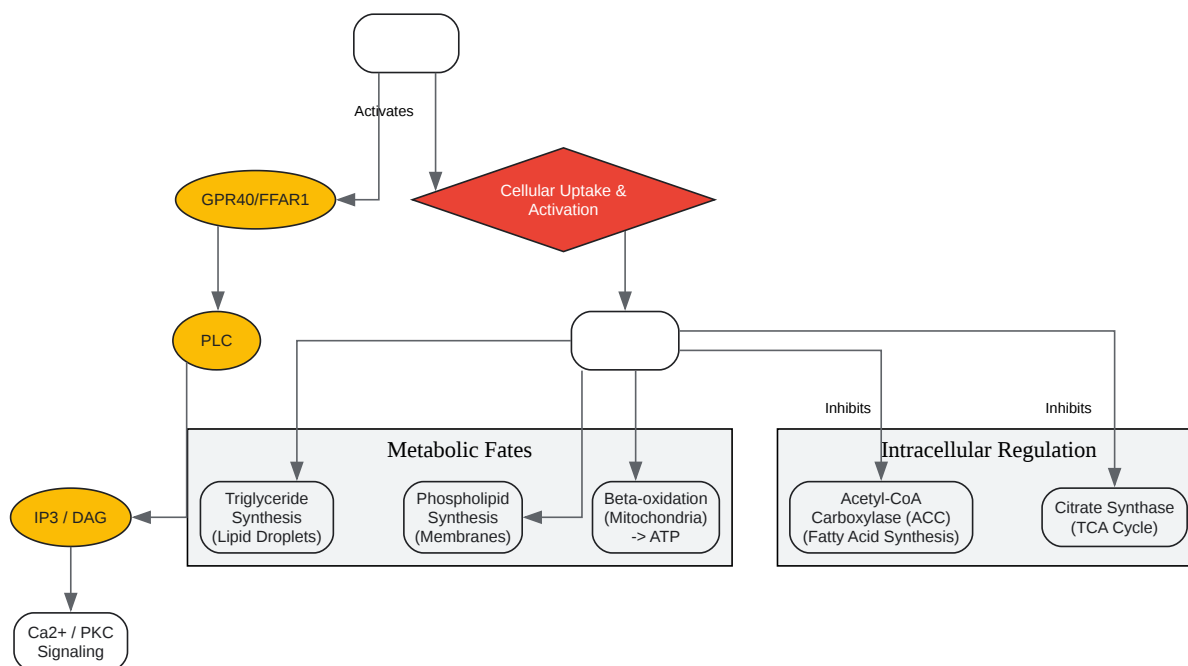 Activates
GPR40/FFAR1
Cellular Uptake &
Activation
PLC
Inhibits
Inhibits
Metabolic Fates
Intracellular Regulation
Triglyceride
Synthesis
(Lipid Droplets)
Phospholipid
Synthesis
(Membranes)
Beta-oxidation
(Mitochondria)
-> ATP
Acetyl-CoA
Carboxylase (ACC)
(Fatty Acid Synthesis)
Citrate Synthase
(TCA Cycle)
IP3 / DAG
Ca2+ / PKC
Signaling